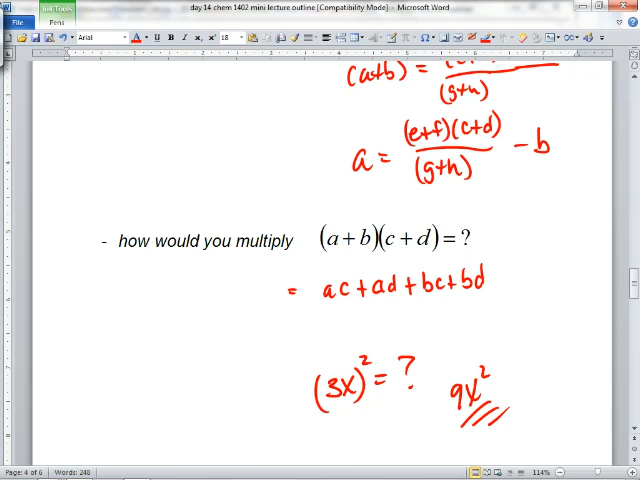 day 14 chem 1402 mini lecture outline [Compatibility Mode] - Microsoft Word
Ink Tools
File Pens
Arial 18
(a+b) =
(g+h)
a = (e+f)(c+d) / (g+h) - b
- how would you multiply (a + b)(c + d) = ?
= ac + ad + bc + bd
(3x)² = ? 9x²
Page: 4 of 6 Words: 248 114%